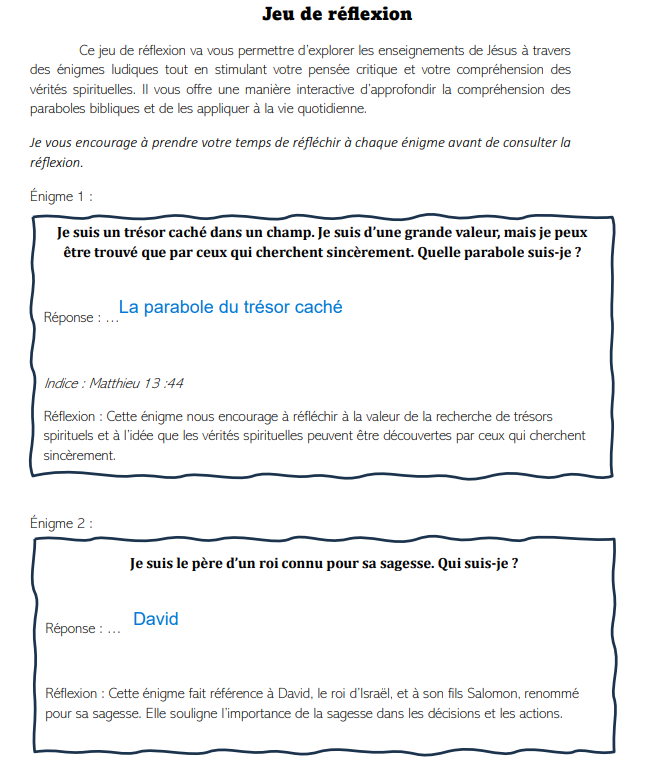 Jeu de réflexion
Ce jeu de réflexion va vous permettre d'explorer les enseignements de Jésus à travers
des énigmes ludiques tout en stimulant votre pensée critique et votre compréhension des
vérités spirituelles. Il vous offre une manière interactive d'approfondir la compréhension des
paraboles bibliques et de les appliquer à la vie quotidienne.
Je vous encourage à prendre votre temps de réfléchir à chaque énigme avant de consulter la
réflexion.
Énigme 1 :
Je suis un trésor caché dans un champ. Je suis d'une grande valeur, mais je peux
être trouvé que par ceux qui cherchent sincèrement. Quelle parabole suis-je ?
Réponse : … La parabole du trésor caché
Indice : Matthieu 13 :44
Réflexion : Cette énigme nous encourage à réfléchir à la valeur de la recherche de trésors
spirituels et à l'idée que les vérités spirituelles peuvent être découvertes par ceux qui cherchent
sincèrement.
Énigme 2 :
Je suis le père d'un roi connu pour sa sagesse. Qui suis-je ?
Réponse : … David
Réflexion : Cette énigme fait référence à David, le roi d'Israël, et à son fils Salomon, renommé
pour sa sagesse. Elle souligne l'importance de la sagesse dans les décisions et les actions.